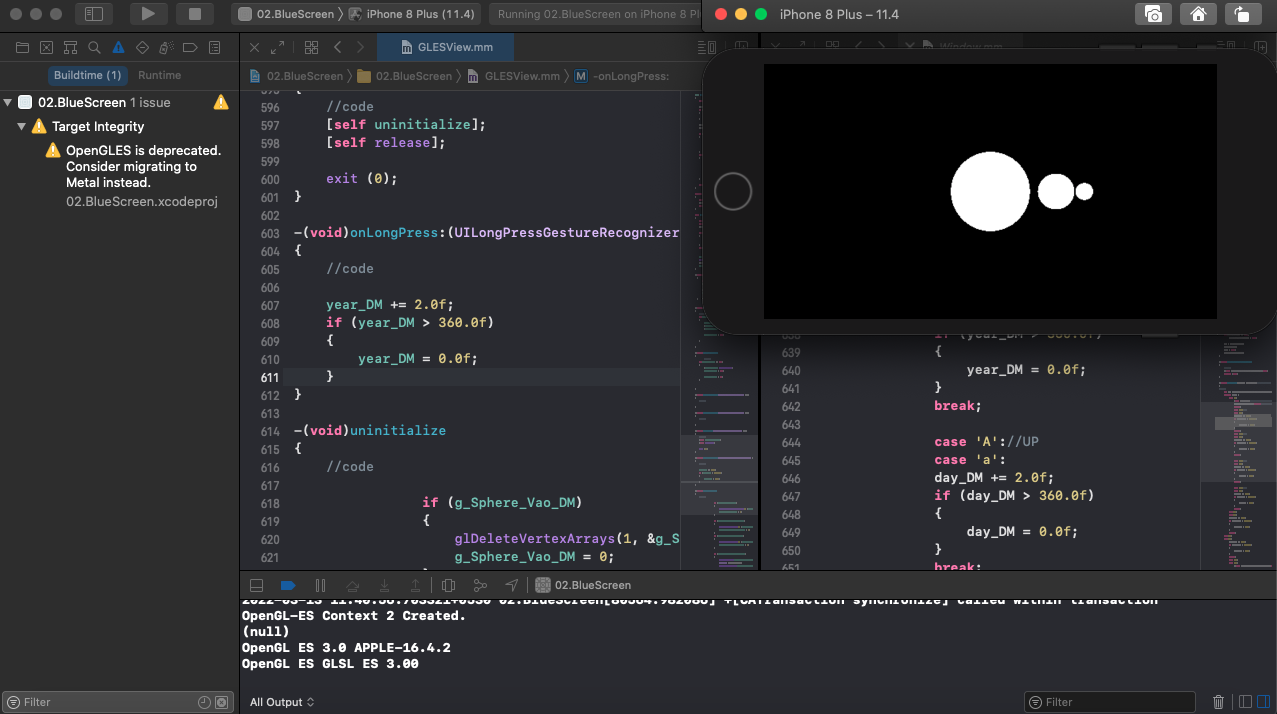 02.BlueScreen
iPhone 8 Plus (11.4)
Running 02.BlueScreen on iPhone 8 Pl
iPhone 8 Plus – 11.4
GLESView.mm
Window.mm
Buildtime (1)
Runtime
02.BlueScreen
02.BlueScreen
GLESView.mm
M
-onLongPress:
02.BlueScreen 1 issue
Target Integrity
OpenGLES is deprecated.
Consider migrating to
Metal instead.
02.BlueScreen.xcodeproj
595 {
596 //code
597 [self uninitialize];
598 [self release];
599
600 exit (0);
601 }
602
603 -(void)onLongPress:(UILongPressGestureRecognizer
604 {
605 //code
606
607 year_DM += 2.0f;
608 if (year_DM > 360.0f)
609 {
610 year_DM = 0.0f;
611 }
612 }
613
614 -(void)uninitialize
615 {
616 //code
617
618 if (g_Sphere_Vao_DM)
619 {
620 glDeleteVertexArrays(1, &g_S
621 g_Sphere_Vao_DM = 0;
638 if (year_DM > 360.0f)
639 {
640 year_DM = 0.0f;
641 }
642 break;
643
644 case 'A'://UP
645 case 'a':
646 day_DM += 2.0f;
647 if (day_DM > 360.0f)
648 {
649 day_DM = 0.0f;
650 }
651 break;
02.BlueScreen
+[CATransaction synchronize] called within transaction
OpenGL-ES Context 2 Created.
(null)
OpenGL ES 3.0 APPLE-16.4.2
OpenGL ES GLSL ES 3.00
Filter
All Output
Filter